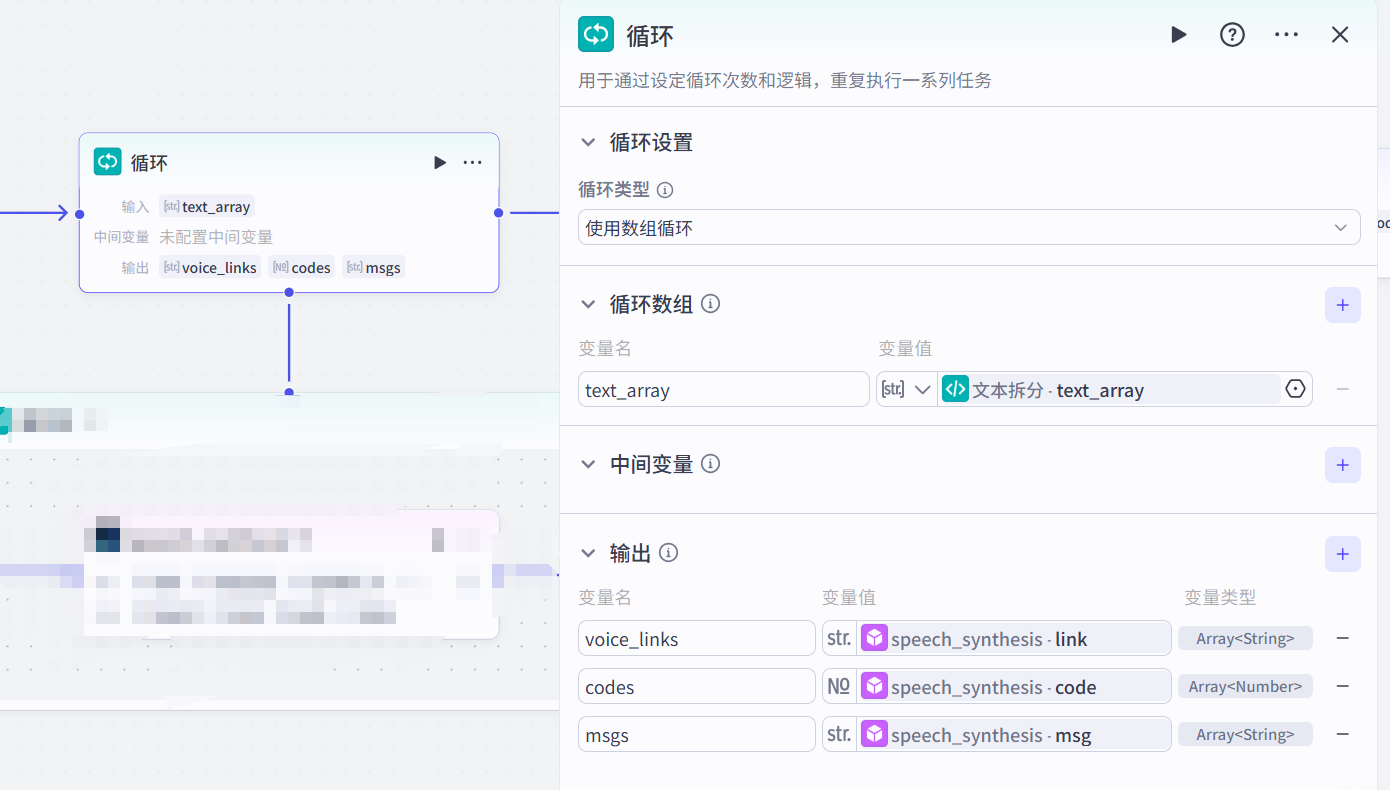 循环
输入 str. text_array
中间变量 未配置中间变量
输出 str. voice_links № codes str. msgs
循环
用于通过设定循环次数和逻辑，重复执行一系列任务
循环设置
循环类型
使用数组循环
循环数组
变量名 变量值
text_array [str] 文本拆分 · text_array
中间变量
输出
变量名 变量值 变量类型
voice_links str. speech_synthesis · link Array<String>
codes № speech_synthesis · code Array<Number>
msgs str. speech_synthesis · msg Array<String>